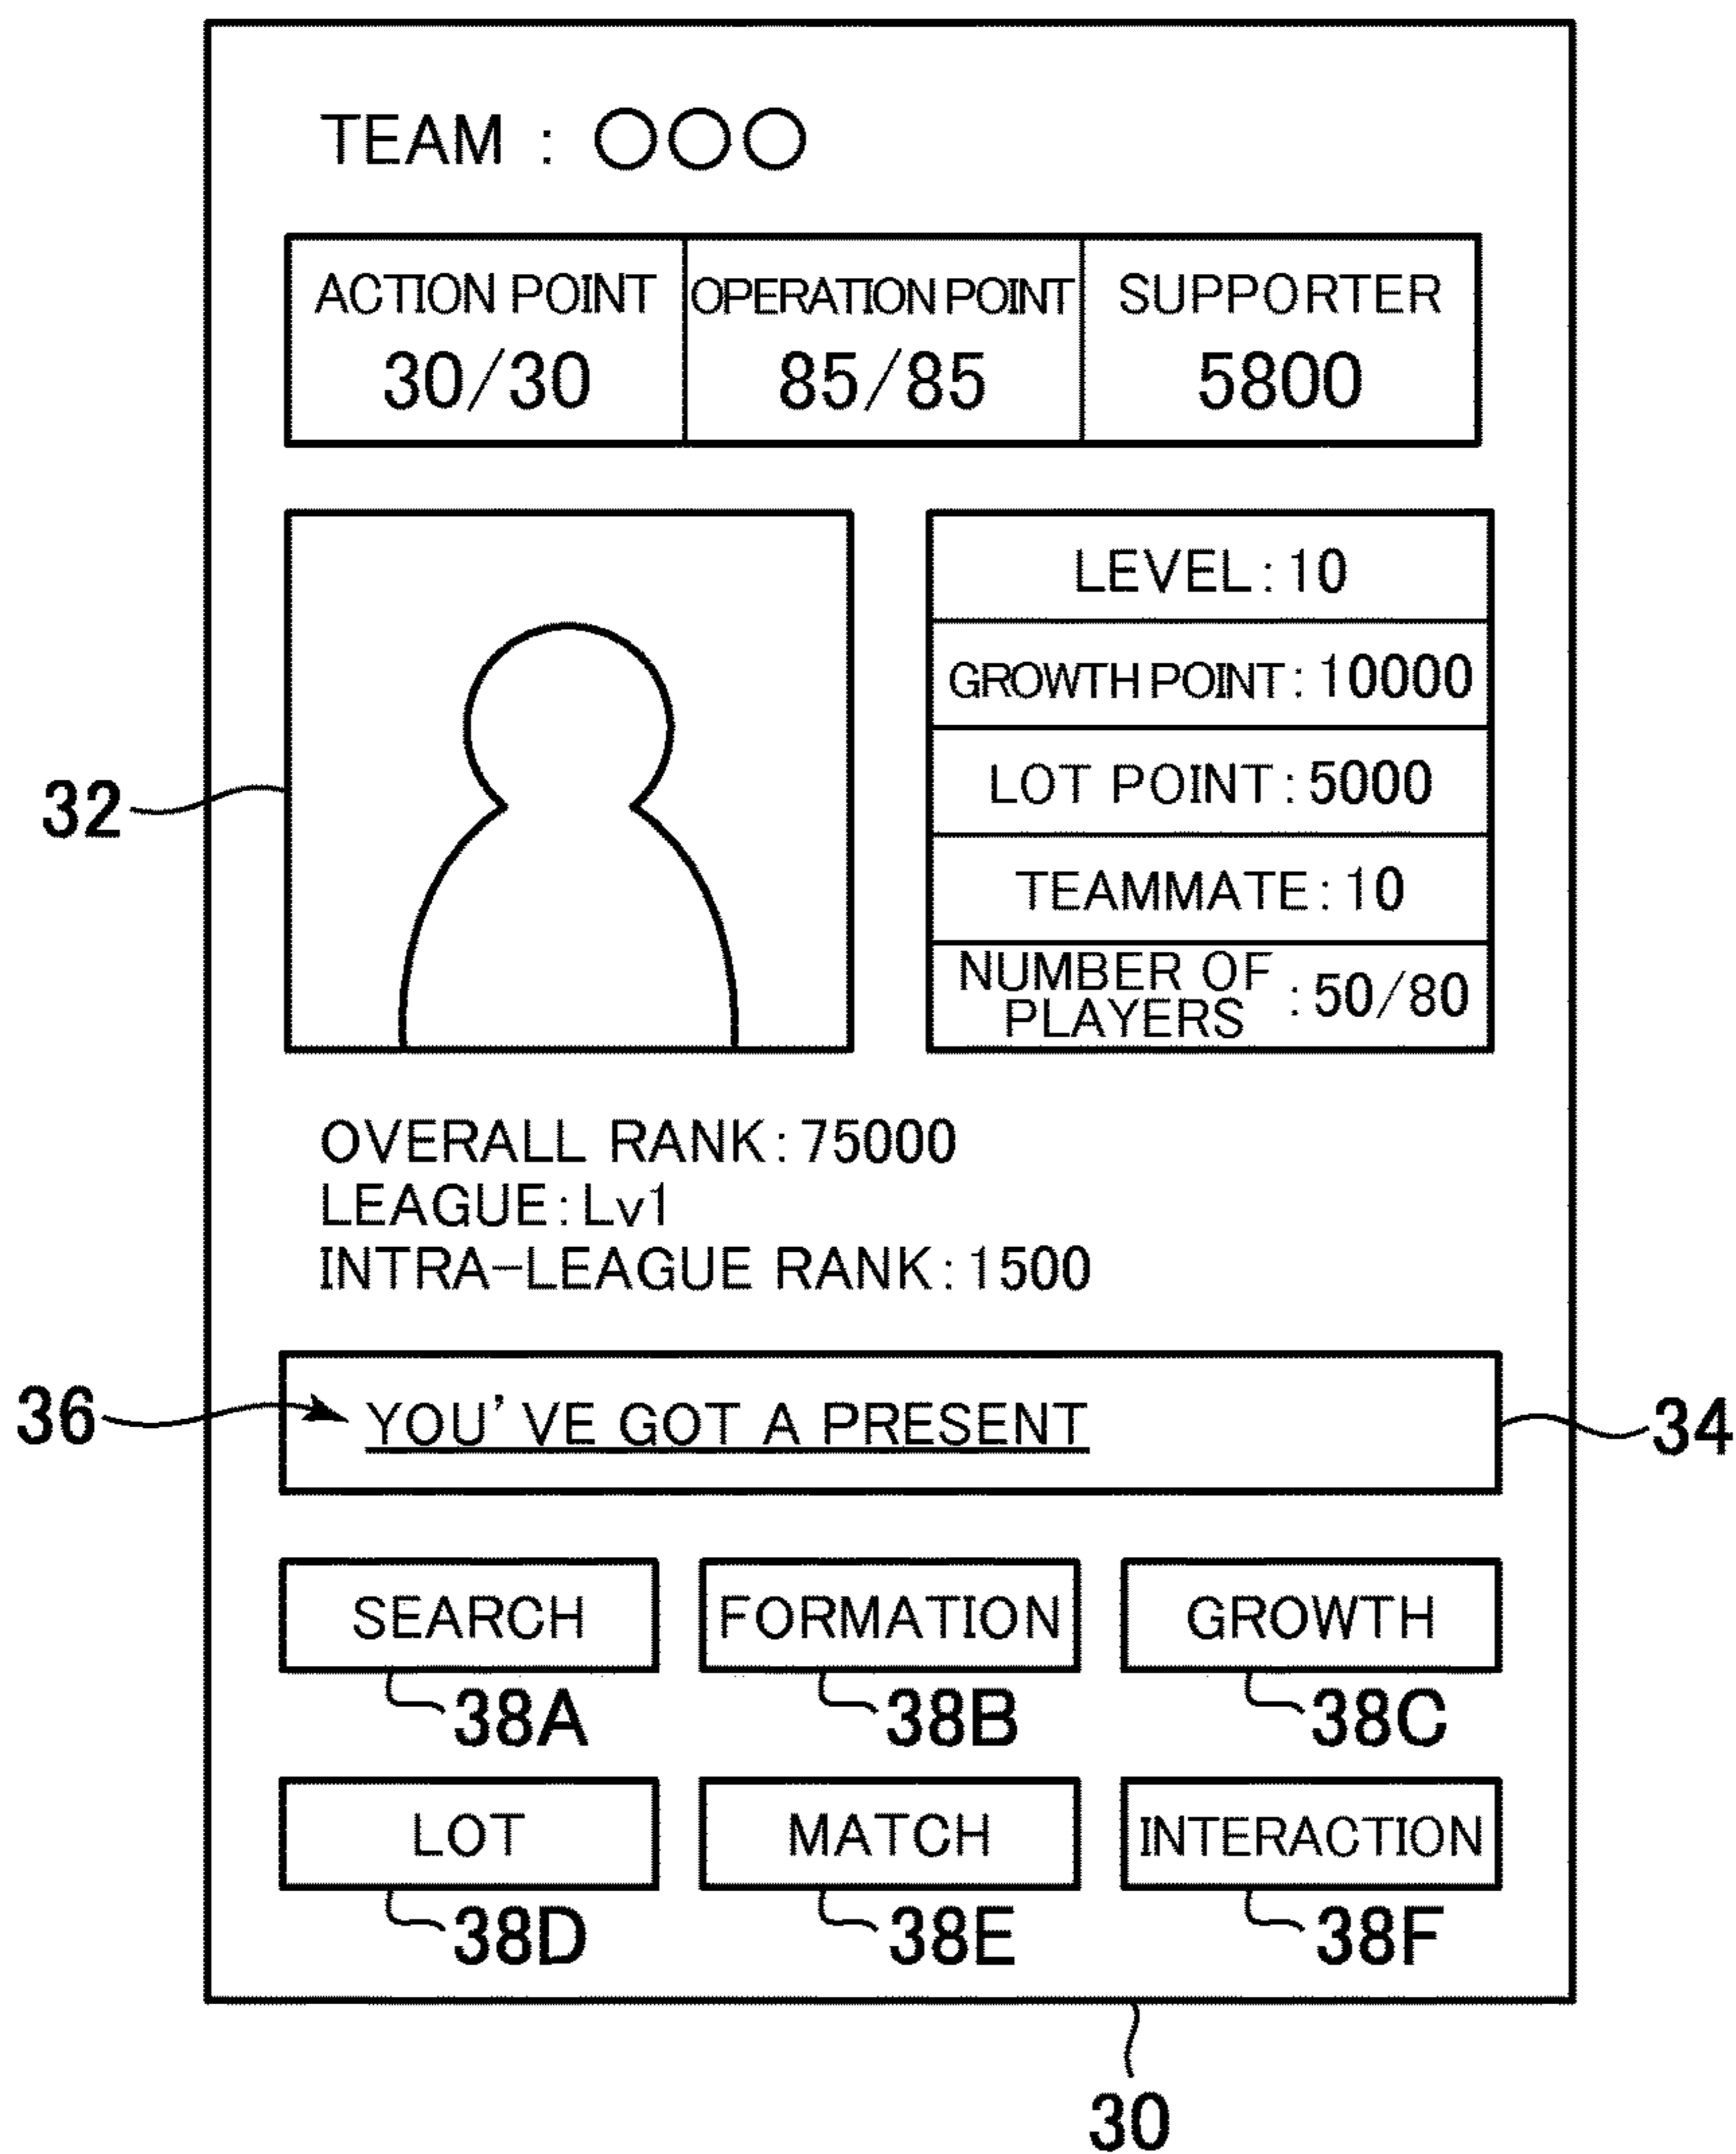 TEAM : ○○○
ACTION POINT
30/30
OPERATION POINT
85/85
SUPPORTER
5800
32
LEVEL : 10
GROWTH POINT : 10000
LOT POINT : 5000
TEAMMATE : 10
NUMBER OF
PLAYERS : 50/80
OVERALL RANK : 75000
LEAGUE : Lv1
INTRA-LEAGUE RANK : 1500
36
YOU'VE GOT A PRESENT
34
SEARCH
FORMATION
GROWTH
38A
38B
38C
LOT
MATCH
INTERACTION
38D
38E
38F
30